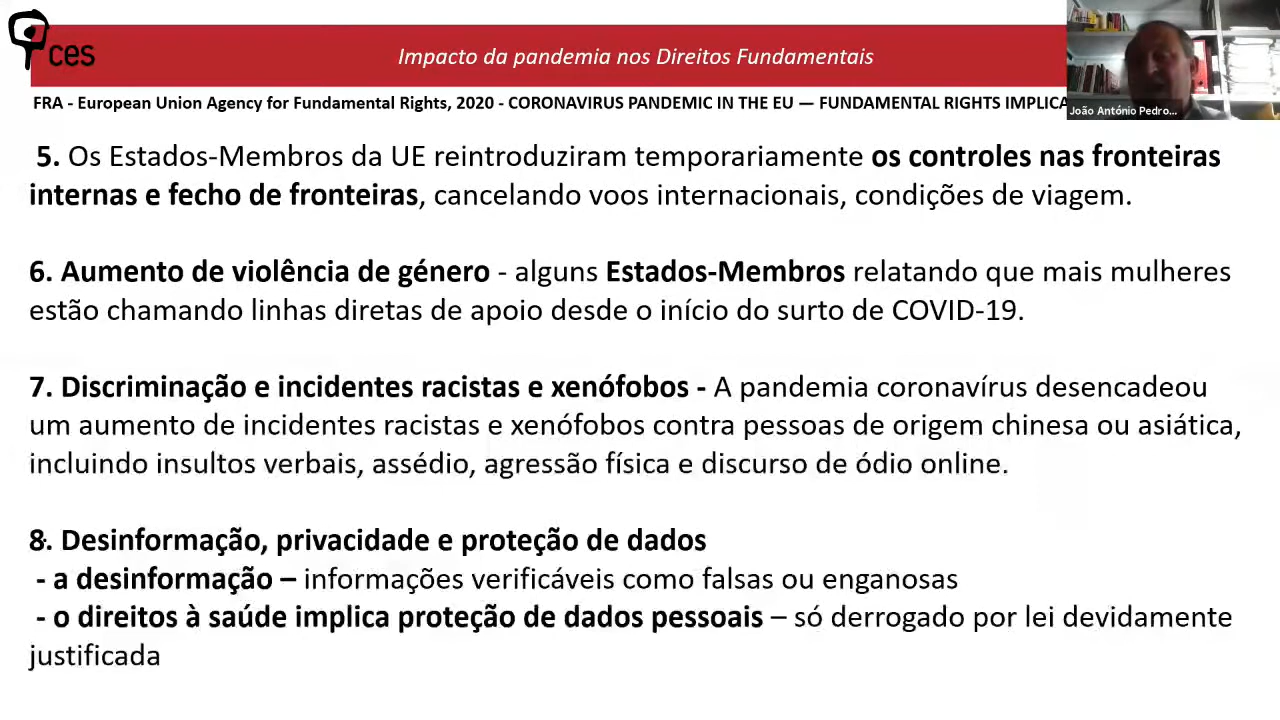 ces
Impacto da pandemia nos Direitos Fundamentais
FRA - European Union Agency for Fundamental Rights, 2020 - CORONAVIRUS PANDEMIC IN THE EU — FUNDAMENTAL RIGHTS
João António Pedro...
5. Os Estados-Membros da UE reintroduziram temporariamente os controles nas fronteiras
internas e fecho de fronteiras, cancelando voos internacionais, condições de viagem.
6. Aumento de violência de género - alguns Estados-Membros relatando que mais mulheres
estão chamando linhas diretas de apoio desde o início do surto de COVID-19.
7. Discriminação e incidentes racistas e xenófobos - A pandemia coronavírus desencadeou
um aumento de incidentes racistas e xenófobos contra pessoas de origem chinesa ou asiática,
incluindo insultos verbais, assédio, agressão física e discurso de ódio online.
8. Desinformação, privacidade e proteção de dados
- a desinformação – informações verificáveis como falsas ou enganosas
- o direitos à saúde implica proteção de dados pessoais – só derrogado por lei devidamente
justificada